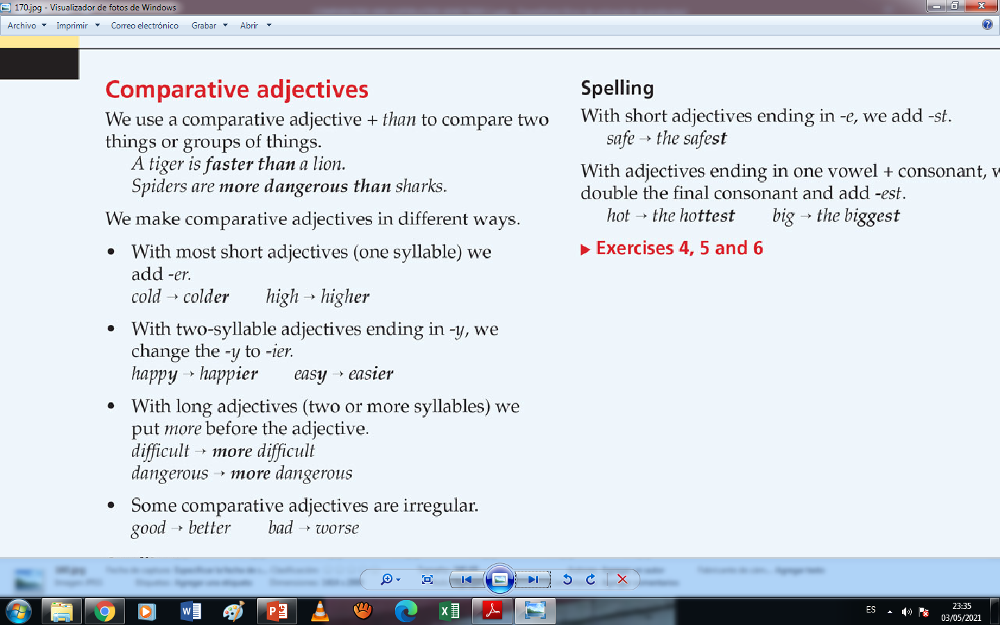 170.jpg - Visualizador de fotos de Windows
Archivo Imprimir Correo electrónico Grabar Abrir
Comparative adjectives
We use a comparative adjective + than to compare two
things or groups of things.
A tiger is faster than a lion.
Spiders are more dangerous than sharks.
We make comparative adjectives in different ways.
• With most short adjectives (one syllable) we
add -er.
cold → colder high → higher
• With two-syllable adjectives ending in -y, we
change the -y to -ier.
happy → happier easy → easier
• With long adjectives (two or more syllables) we
put more before the adjective.
difficult → more difficult
dangerous → more dangerous
• Some comparative adjectives are irregular.
good → better bad → worse
Spelling
With short adjectives ending in -e, we add -st.
safe → the safest
With adjectives ending in one vowel + consonant,
double the final consonant and add -est.
hot → the hottest big → the biggest
▶ Exercises 4, 5 and 6
170.jpg
ES
23:35
03/05/2021